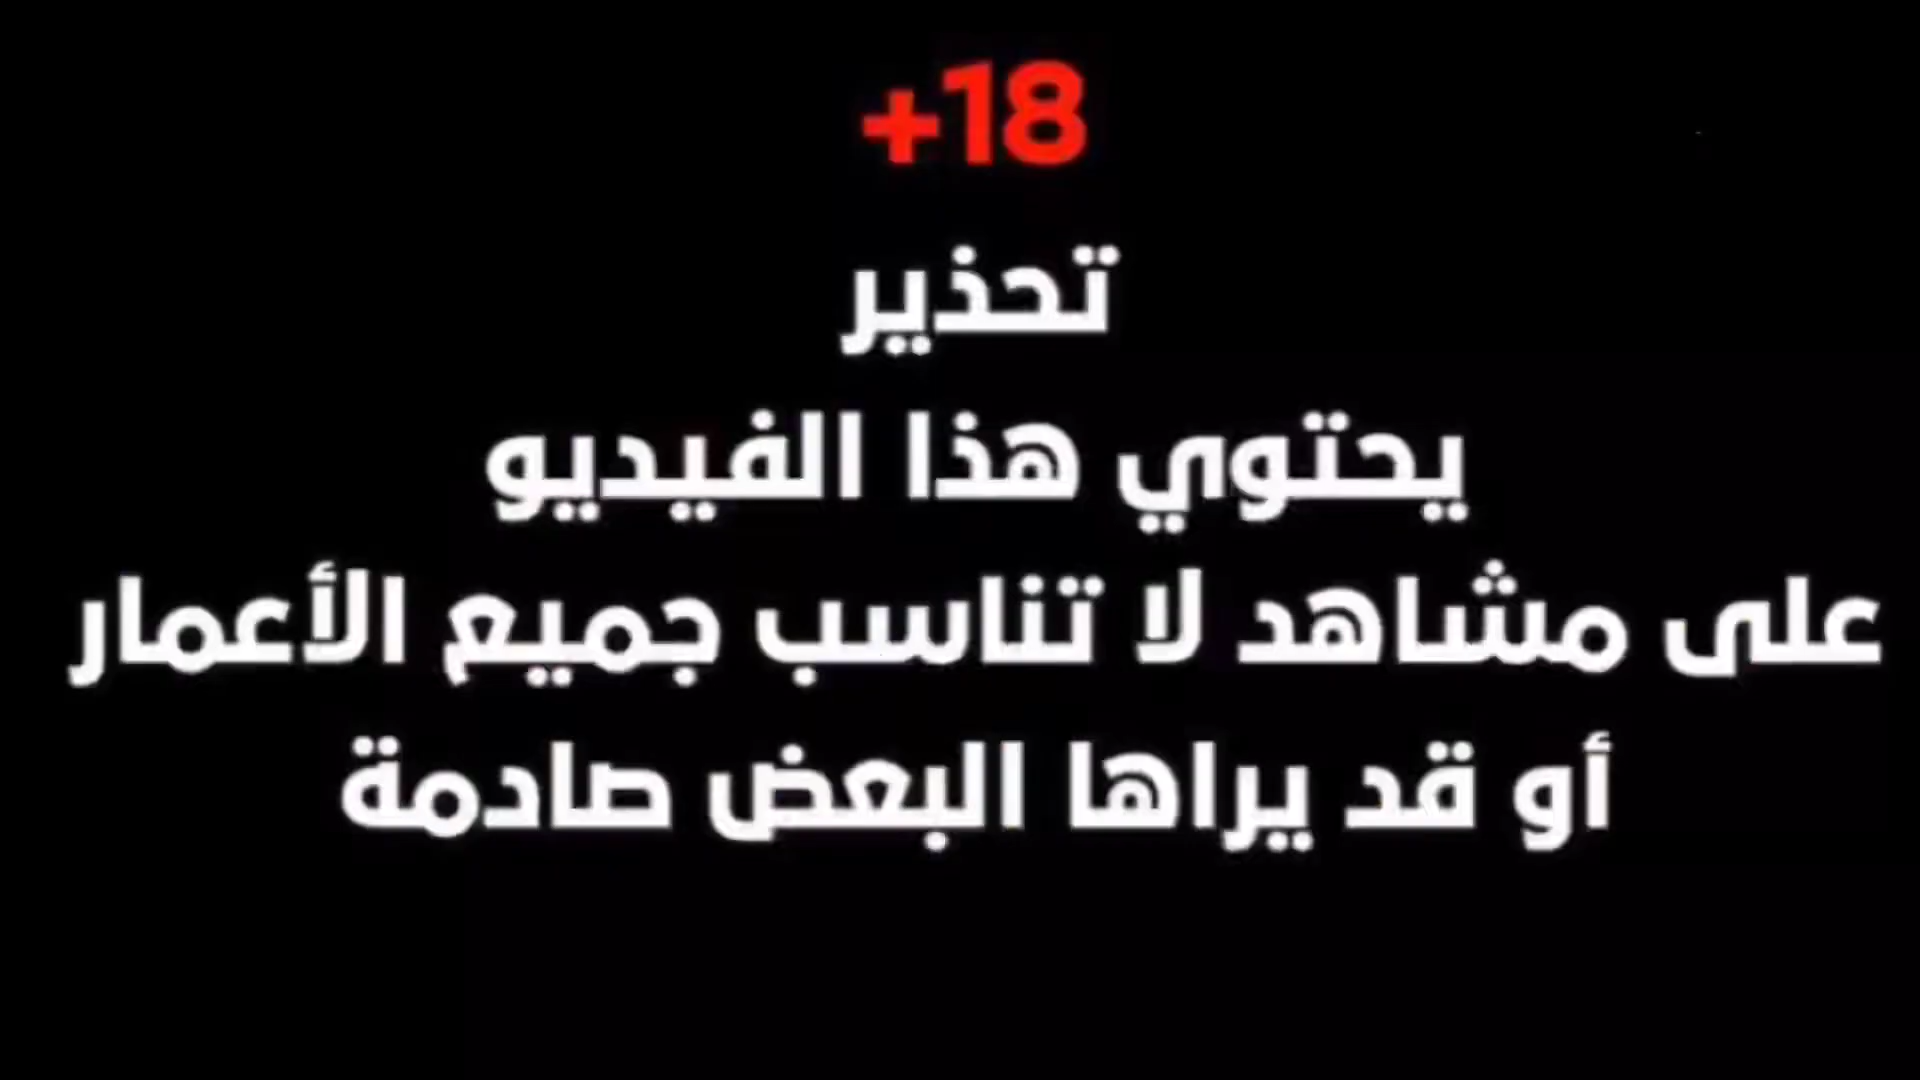 +18
تحذير
يحتوي هذا الفيديو
على مشاهد لا تناسب جميع الأعمار
أو قد يراها البعض صادمة